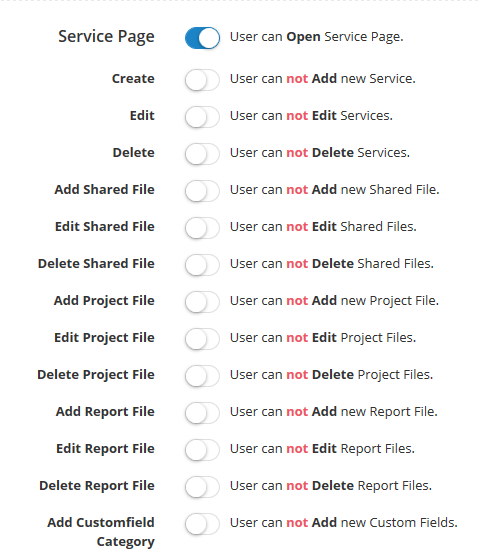 Service Page User can Open Service Page.
Create User can not Add new Service.
Edit User can not Edit Services.
Delete User can not Delete Services.
Add Shared File User can not Add new Shared File.
Edit Shared File User can not Edit Shared Files.
Delete Shared File User can not Delete Shared Files.
Add Project File User can not Add new Project File.
Edit Project File User can not Edit Project Files.
Delete Project File User can not Delete Project Files.
Add Report File User can not Add new Report File.
Edit Report File User can not Edit Report Files.
Delete Report File User can not Delete Report Files.
Add Customfield User can not Add new Custom Fields.
Category